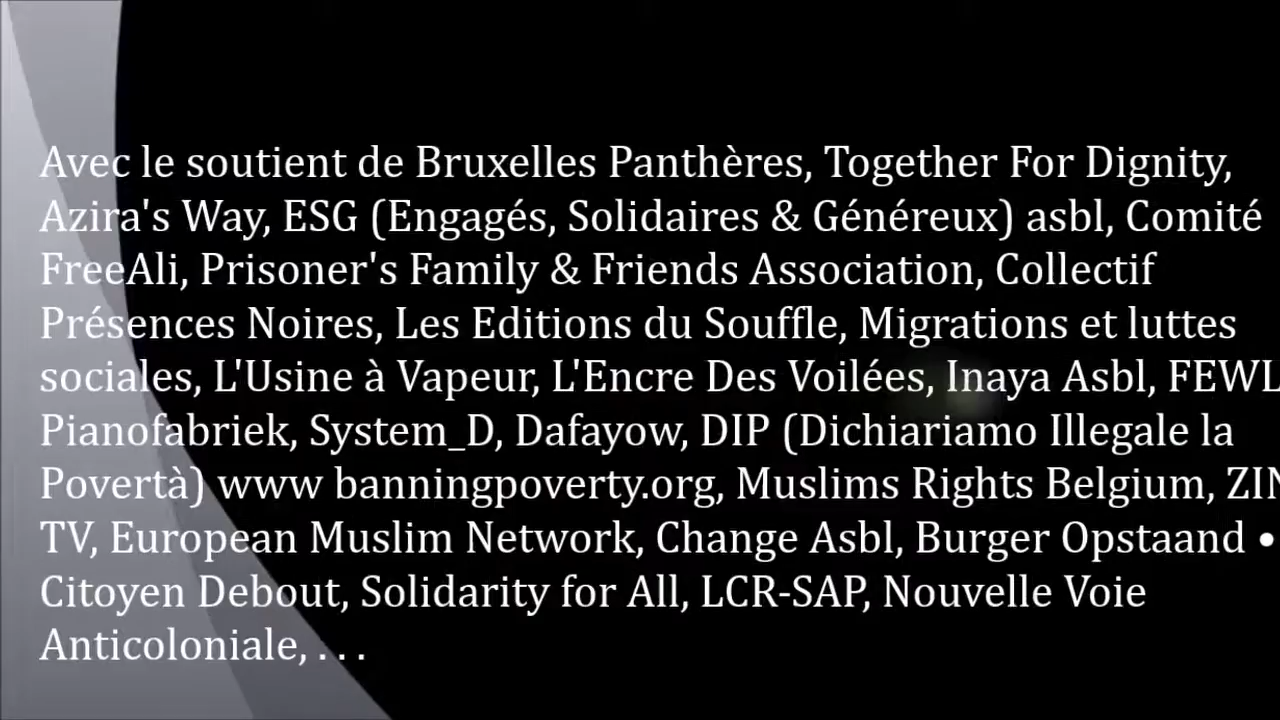 Avec le soutient de Bruxelles Panthères, Together For Dignity,
Azira's Way, ESG (Engagés, Solidaires & Généreux) asbl, Comité
FreeAli, Prisoner's Family & Friends Association, Collectif
Présences Noires, Les Editions du Souffle, Migrations et luttes
sociales, L'Usine à Vapeur, L'Encre Des Voilées, Inaya Asbl,
Pianofabriek, System_D, Dafayow, DIP (Dichiariamo Illegale la
Povertà) www banningpoverty.org, Muslims Rights Belgium,
TV, European Muslim Network, Change Asbl, Burger Opstaand •
Citoyen Debout, Solidarity for All, LCR-SAP, Nouvelle Voie
Anticoloniale, . . .